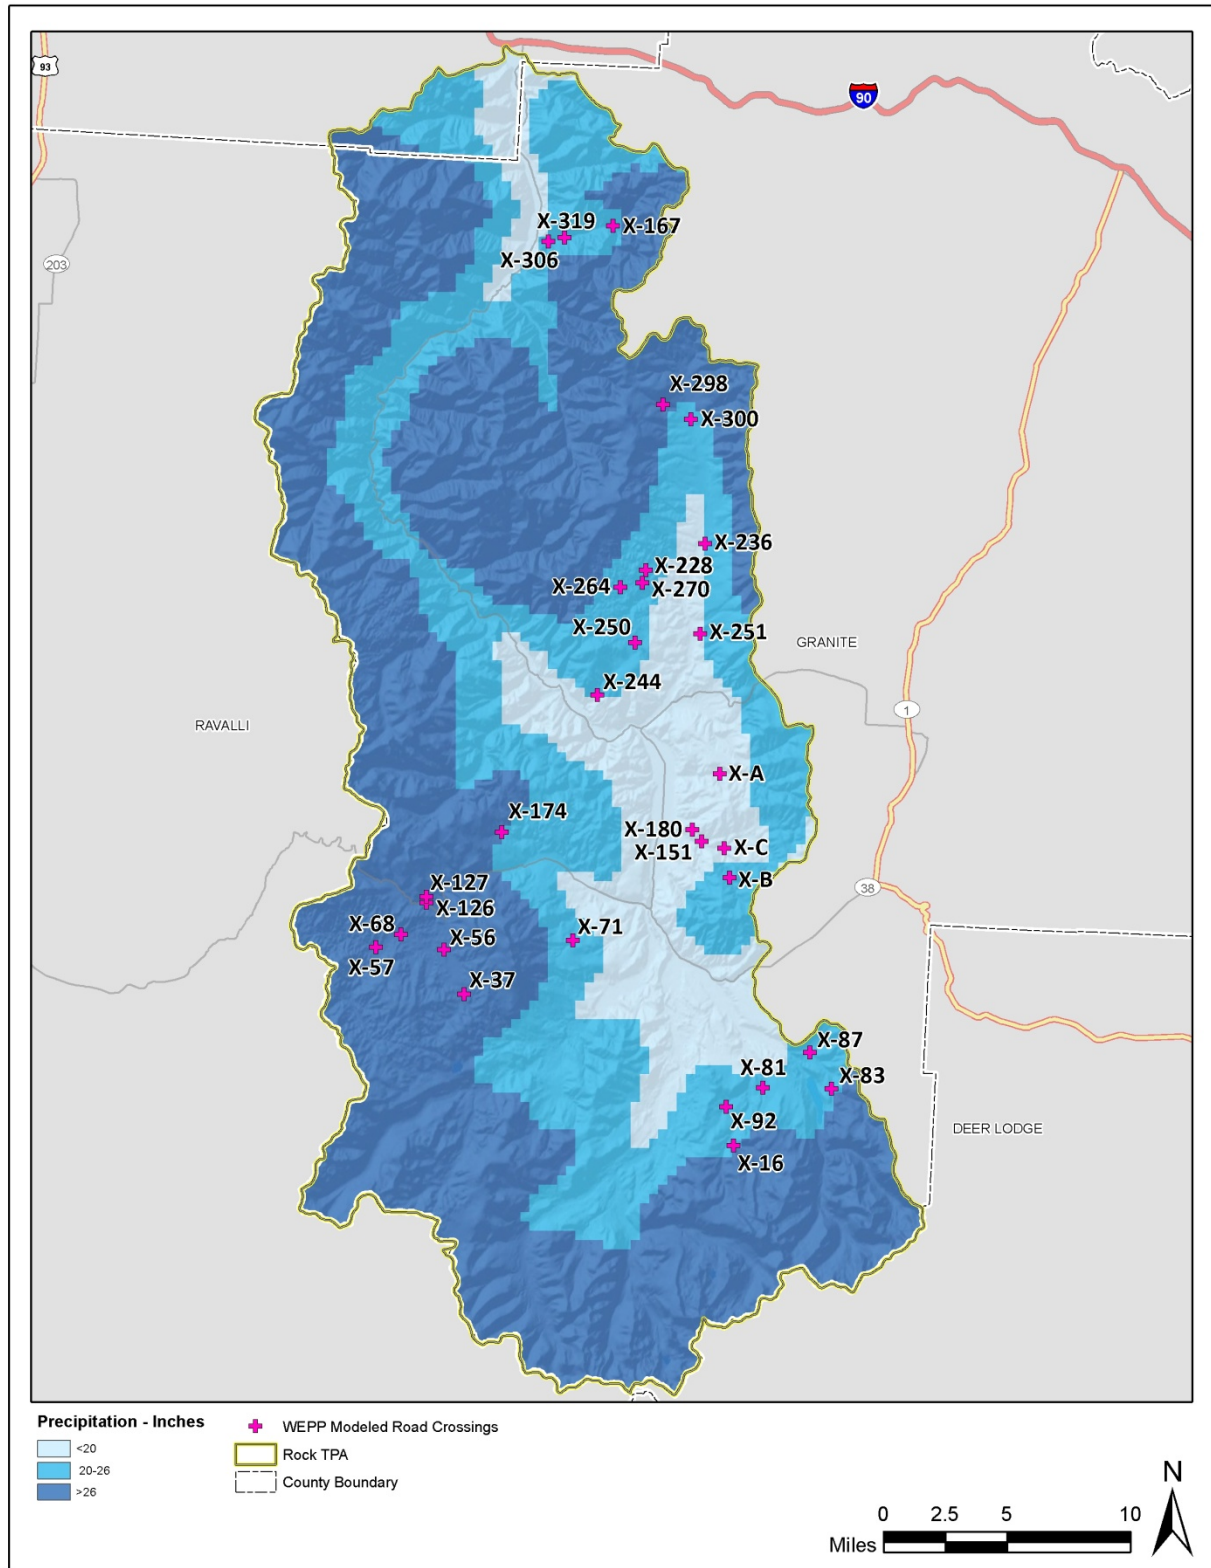 93
90
203
X-319
X-167
X-306
X-298
X-300
X-236
X-228
X-264
X-270
X-250
X-251
GRANITE
X-244
RAVALLI
1
X-A
X-174
X-180
X-151
X-C
X-B
38
X-127
X-126
X-68
X-56
X-71
X-57
X-37
X-87
X-81
X-83
X-92
DEER LODGE
X-16
Precipitation - Inches
<20
20-26
>26
WEPP Modeled Road Crossings
Rock TPA
County Boundary
N
0 2.5 5 10
Miles